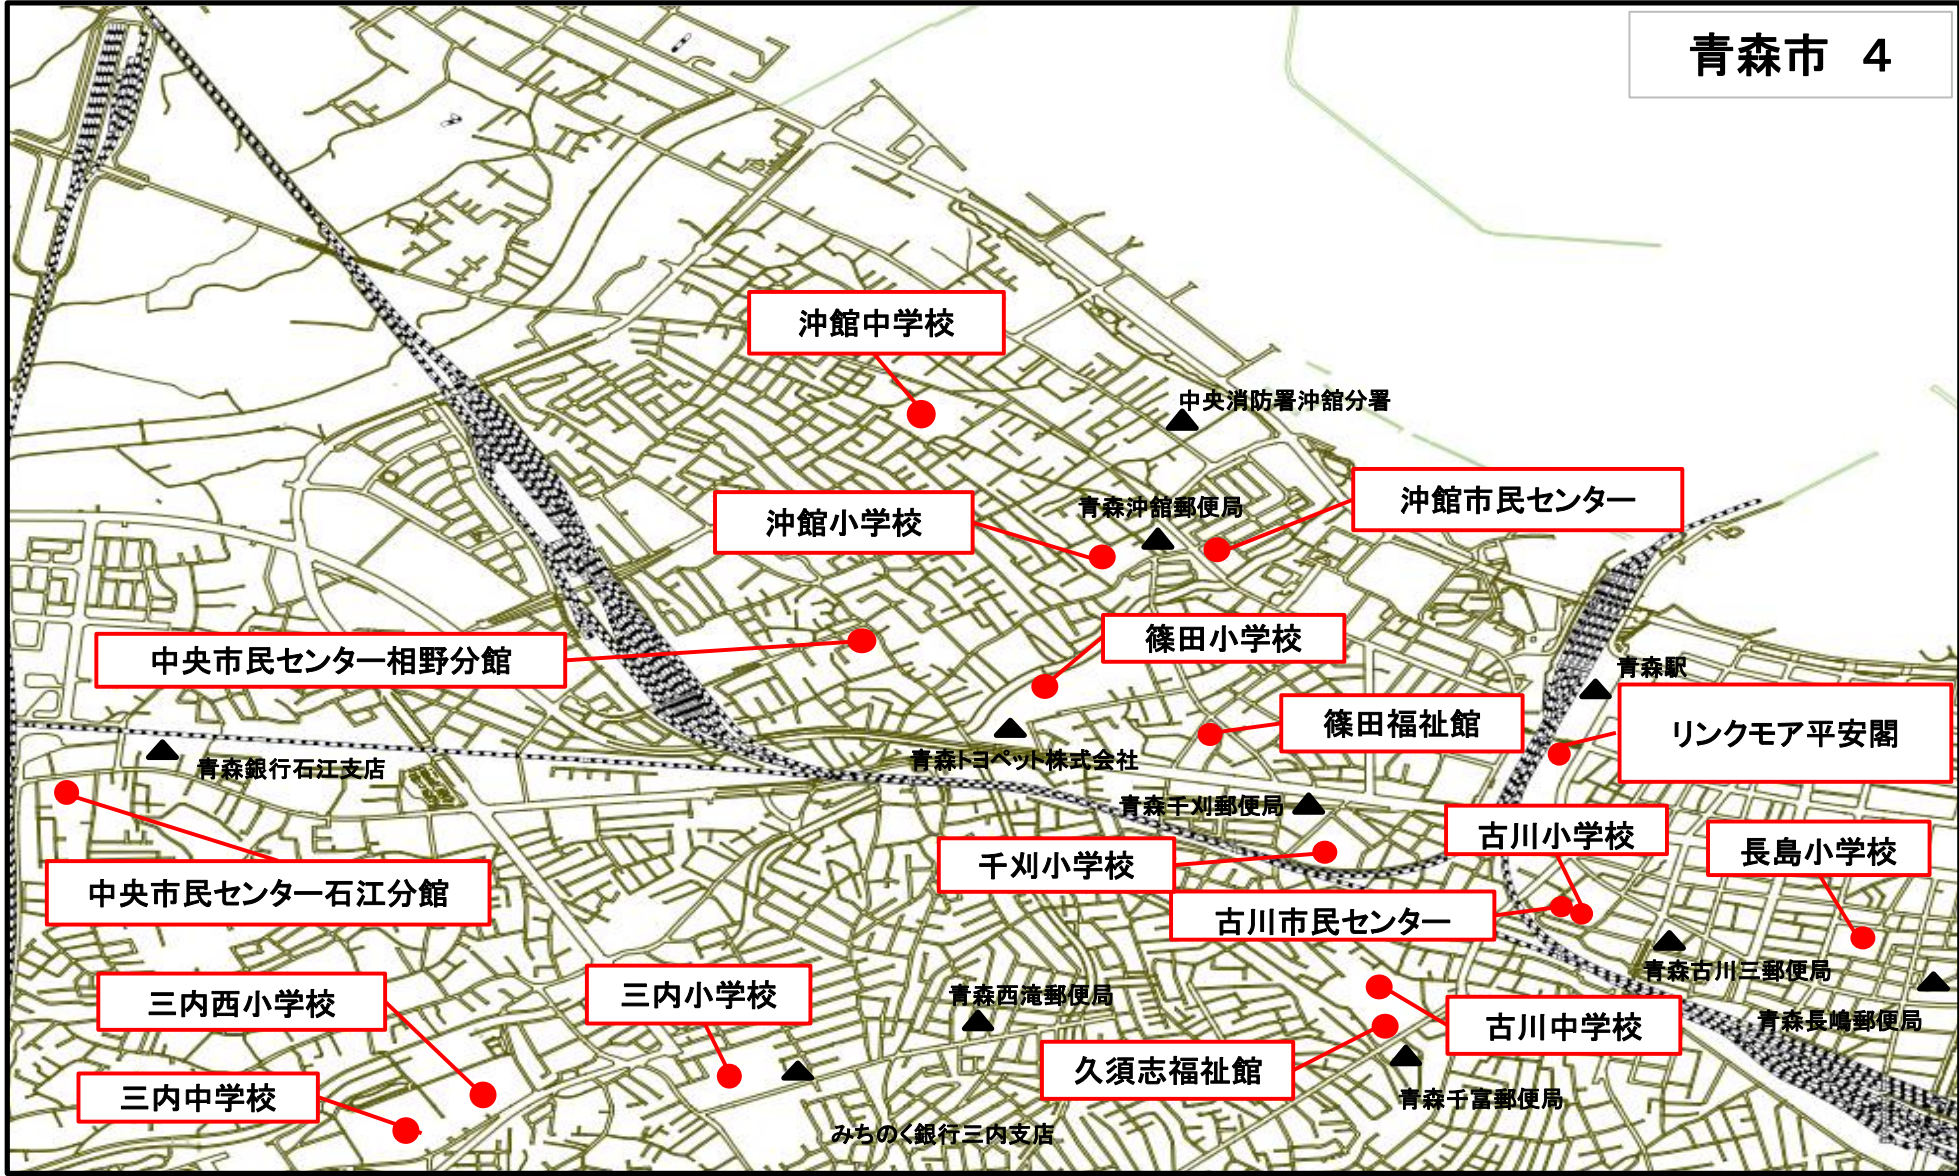 青森市 4
沖館中学校
中央消防署沖舘分署
沖館市民センター
沖館小学校
青森沖舘郵便局
篠田小学校
中央市民センター相野分館
青森駅
篠田福祉館
リンクモア平安閣
青森トヨペット株式会社
青森銀行石江支店
青森千刈郵便局
古川小学校
長島小学校
千刈小学校
中央市民センター石江分館
古川市民センター
青森古川三郵便局
三内小学校
三内西小学校
青森西滝郵便局
青森長嶋郵便局
古川中学校
久須志福祉館
三内中学校
青森千富郵便局
みちのく銀行三内支店